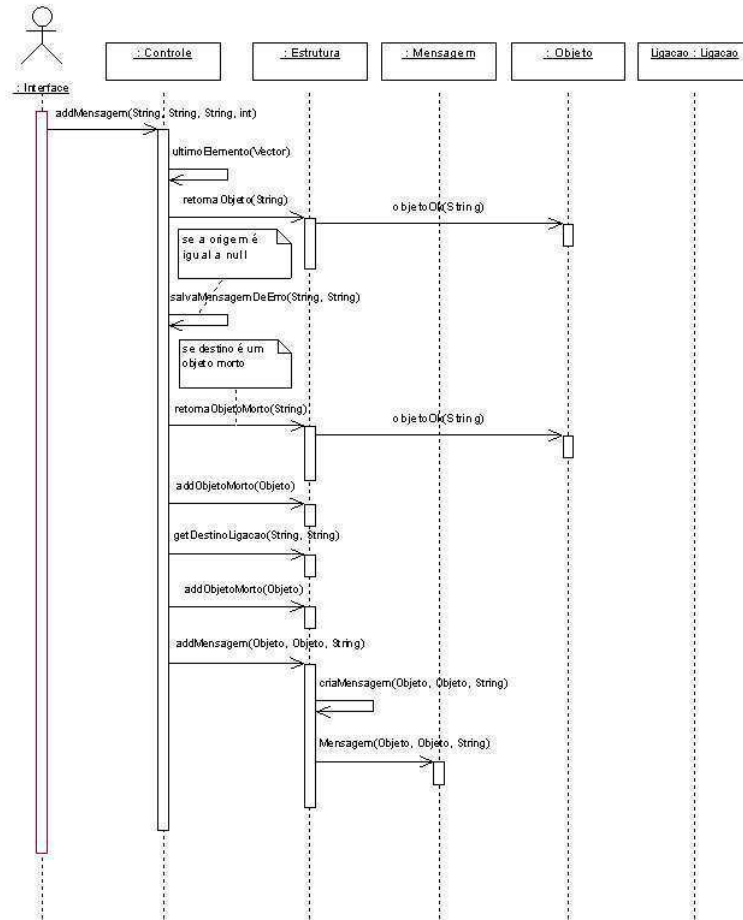 : Interface
: Controle
: Estrutura
: Mensagem
: Objeto
Ligacao : Ligacao
addMensagem(String, String, String, int)
ultimoElemento(Vector)
retornaObjeto(String)
objetoOk(String)
se a origem é
igual a null
salvaMensagemDeErro(String, String)
se destino é um
objeto morto
retornaObjetoMorto(String)
objetoOk(String)
addObjetoMorto(Objeto)
getDestinoLigacao(String, String)
addObjetoMorto(Objeto)
addMensagem(Objeto, Objeto, String)
criaMensagem(Objeto, Objeto, String)
Mensagem(Objeto, Objeto, String)